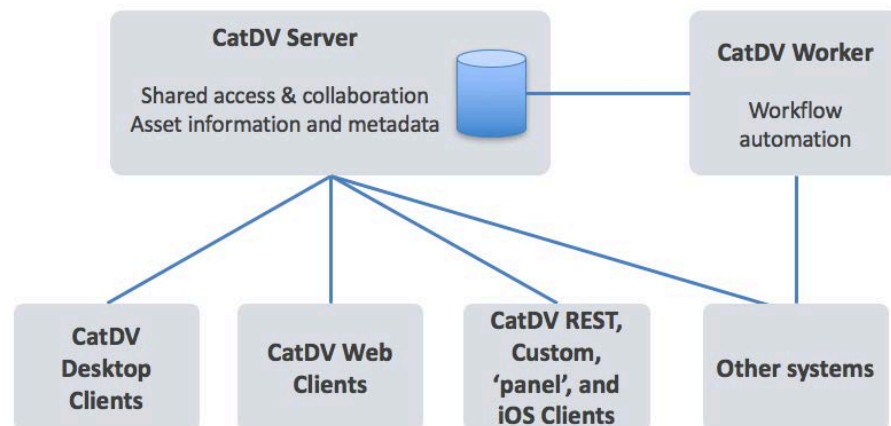 CatDV Server
Shared access & collaboration
Asset information and metadata
CatDV Worker
Workflow
automation
CatDV
Desktop
Clients
CatDV Web
Clients
CatDV REST,
Custom,
‘panel’, and
iOS Clients
Other systems